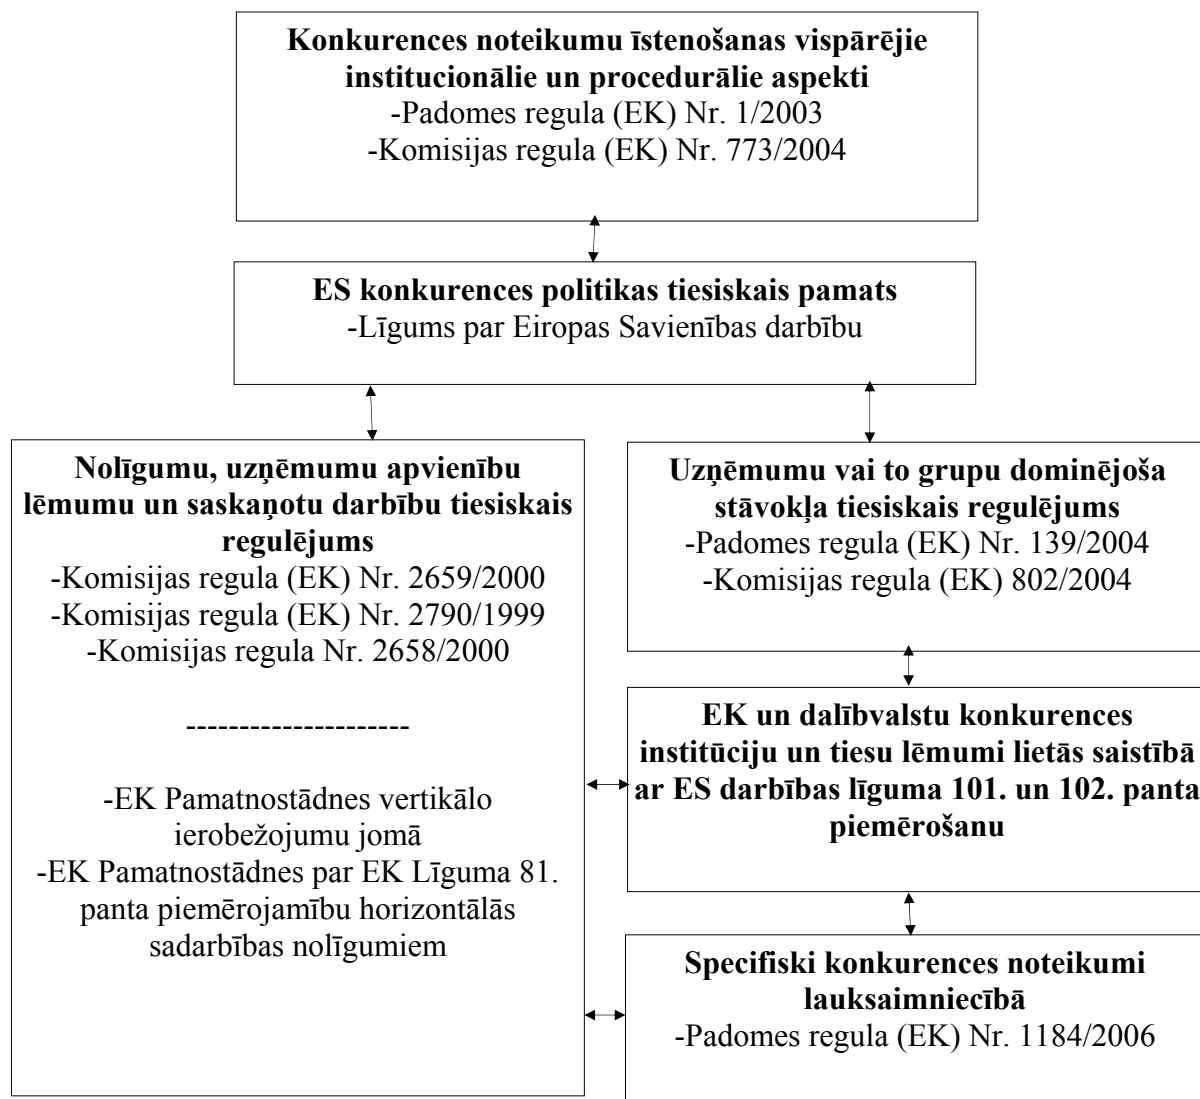 Konkurences noteikumu īstenošanas vispārējie
institucionālie un procedurālie aspekti
-Padomes regula (EK) Nr. 1/2003
-Komisijas regula (EK) Nr. 773/2004
ES konkurences politikas tiesiskais pamats
-Līgums par Eiropas Savienības darbību
Nolīgumu, uzņēmumu apvienību
lēmumu un saskaņotu darbību tiesiskais
regulējums
-Komisijas regula (EK) Nr. 2659/2000
-Komisijas regula (EK) Nr. 2790/1999
-Komisijas regula Nr. 2658/2000
---------------------
-EK Pamatnostādnes vertikālo
ierobežojumu jomā
-EK Pamatnostādnes par EK Līguma 81.
panta piemērojamību horizontālās
sadarbības nolīgumiem
Uzņēmumu vai to grupu dominējoša
stāvokļa tiesiskais regulējums
-Padomes regula (EK) Nr. 139/2004
-Komisijas regula (EK) 802/2004
EK un dalībvalstu konkurences
institūciju un tiesu lēmumi lietās saistībā
ar ES darbības līguma 101. un 102. panta
piemērošanu
Specifiski konkurences noteikumi
lauksaimniecībā
-Padomes regula (EK) Nr. 1184/2006